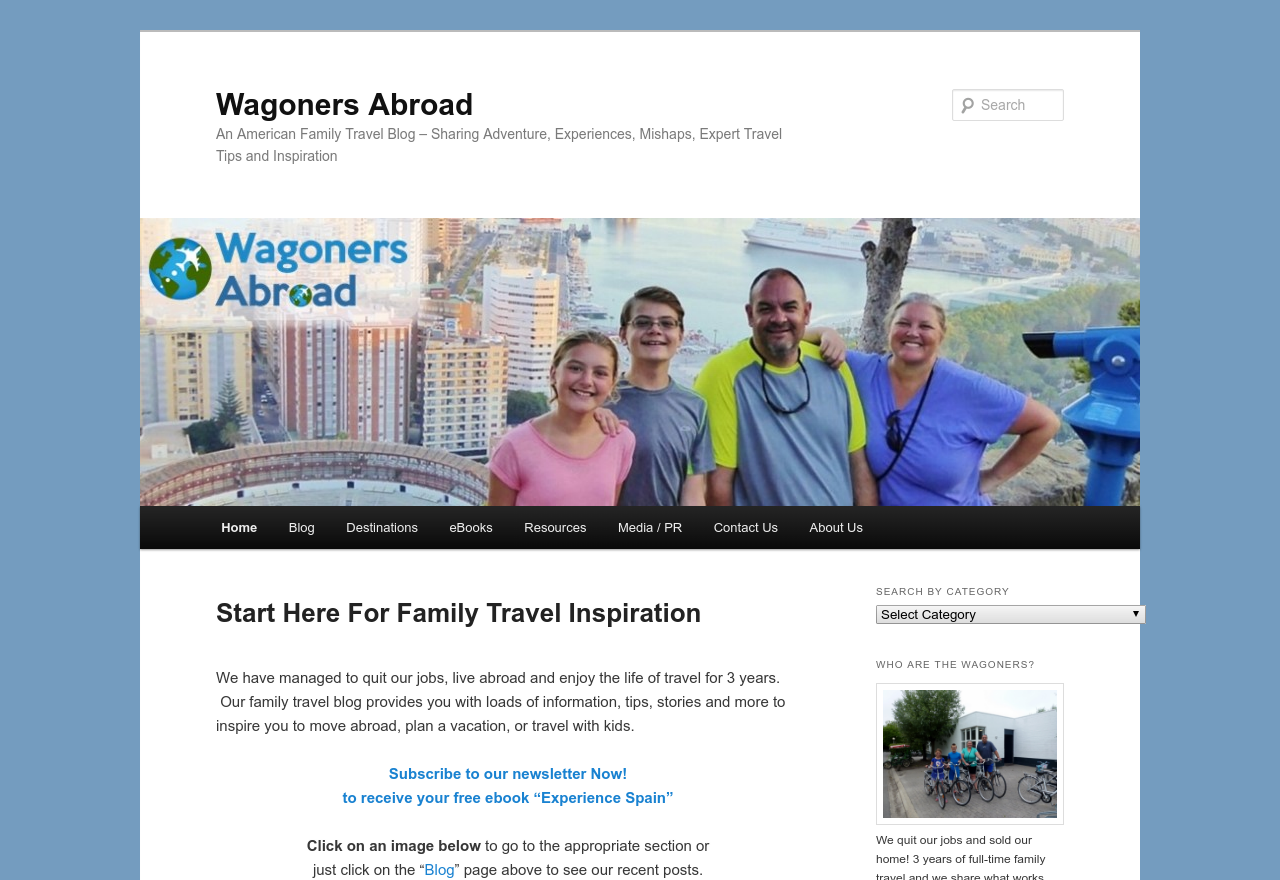 Wagoners Abroad
Search
An American Family Travel Blog – Sharing Adventure, Experiences, Mishaps, Expert Travel
Tips and Inspiration
Wagoners
Abroad
Home Blog Destinations eBooks Resources Media / PR Contact Us About Us
Start Here For Family Travel Inspiration
We have managed to quit our jobs, live abroad and enjoy the life of travel for 3 years.
Our family travel blog provides you with loads of information, tips, stories and more to
inspire you to move abroad, plan a vacation, or travel with kids.
Subscribe to our newsletter Now!
to receive your free ebook “Experience Spain”
Click on an image below to go to the appropriate section or
just click on the “Blog” page above to see our recent posts.
SEARCH BY CATEGORY
Select Category
WHO ARE THE WAGONERS?
We quit our jobs and sold our
home! 3 years of full-time family
travel and we share what works